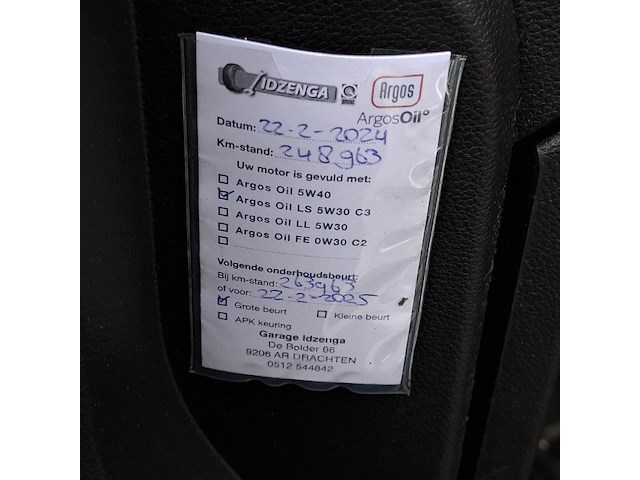 IDZENGA
BOVAG
Argos
ArgosOil°
Datum: 22-2-2024
Km-stand: 248963
Uw motor is gevuld met:
Argos Oil 5W40
Argos Oil LS 5W30 C3
Argos Oil LL 5W30
Argos Oil FE 0W30 C2
Volgende onderhoudsbeurt:
Bij km-stand: 263963
of voor: 22-2-2025
Grote beurt Kleine beurt
APK keuring
Garage Idzenga
De Bolder 66
9206 AR DRACHTEN
0512 544842